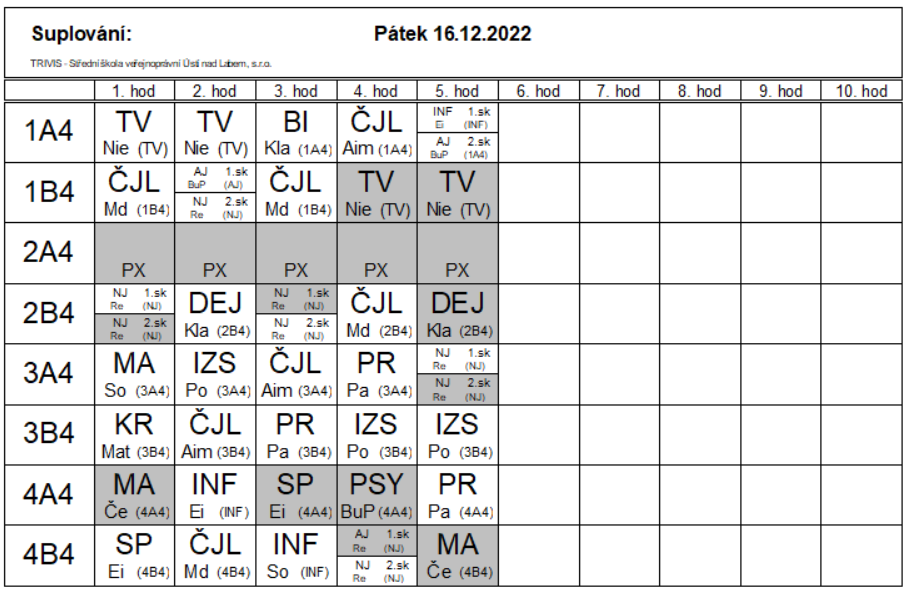 Suplování: Pátek 16.12.2022
TRIVIS - Střední škola veřejnoprávní Ústí nad Labem, s.r.o.
1. hod 2. hod 3. hod 4. hod 5. hod 6. hod 7. hod 8. hod 9. hod 10. hod
1A4 TV TV BI ČJL INF 1.sk
Ei (INF)
Nie (TV) Nie (TV) Kla (1A4) Aim (1A4) AJ 2.sk
BuP (1A4)
1B4 ČJL AJ 1.sk ČJL TV TV
BuP (AJ)
Md (1B4) NJ 2.sk Md (1B4) Nie (TV) Nie (TV)
Re (NJ)
2A4
PX PX PX PX PX
2B4 NJ 1.sk DEJ NJ 1.sk ČJL DEJ
Re (NJ) Re (NJ)
NJ 2.sk Kla (2B4) NJ 2.sk Md (2B4) Kla (2B4)
Re (NJ) Re (NJ)
3A4 MA IZS ČJL PR NJ 1.sk
Re (NJ)
So (3A4) Po (3A4) Aim (3A4) Pa (3A4) NJ 2.sk
Re (NJ)
3B4 KR ČJL PR IZS IZS
Mat (3B4) Aim (3B4) Pa (3B4) Po (3B4) Po (3B4)
4A4 MA INF SP PSY PR
Če (4A4) Ei (INF) Ei (4A4) BuP (4A4) Pa (4A4)
4B4 SP ČJL INF AJ 1.sk MA
Re (NJ)
Ei (4B4) Md (4B4) So (INF) NJ 2.sk Če (4B4)
Re (NJ)